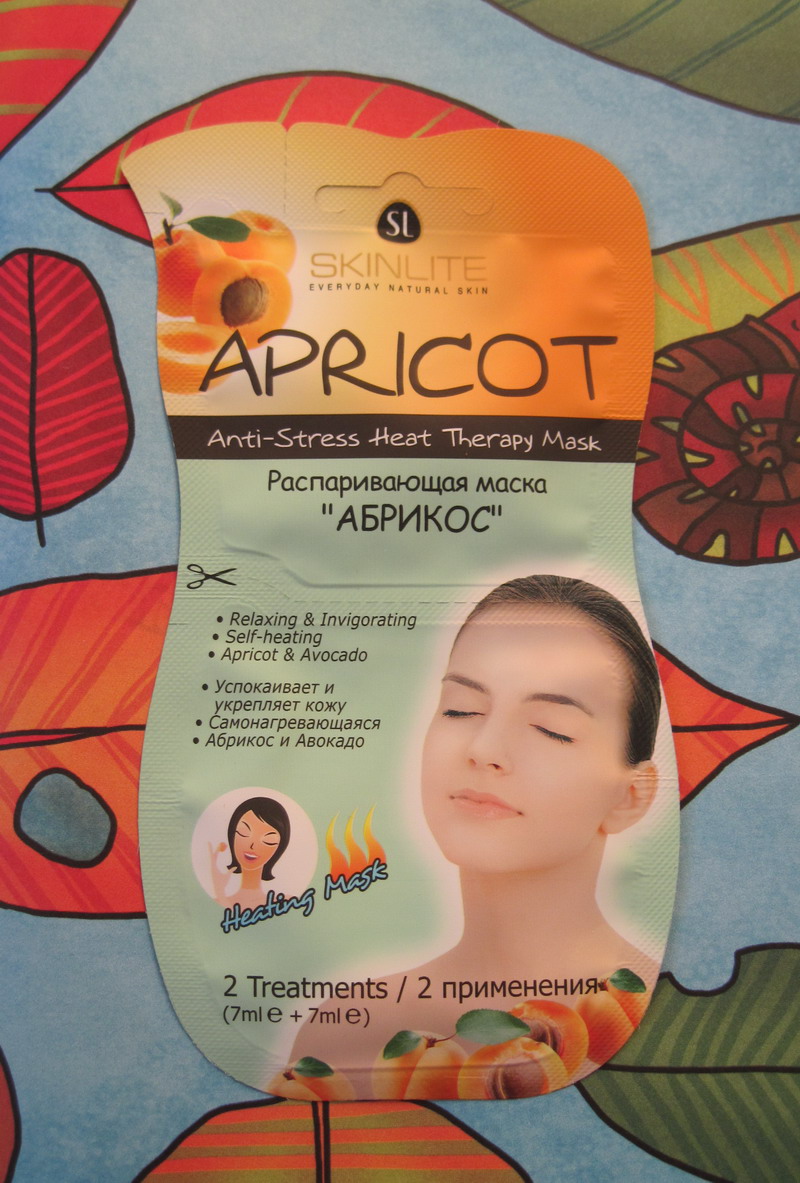 SL
SKINLITE
EVERYDAY NATURAL SKIN
APRICOT
Anti-Stress Heat Therapy Mask
Распаривающая маска
"АБРИКОС"
• Relaxing & Invigorating
• Self-heating
• Apricot & Avocado
• Успокаивает и
укрепляет кожу
• Самонагревающаяся
• Абрикос и Авокадо
Heating Mask
2 Treatments / 2 применения
(7ml℮ + 7ml℮)